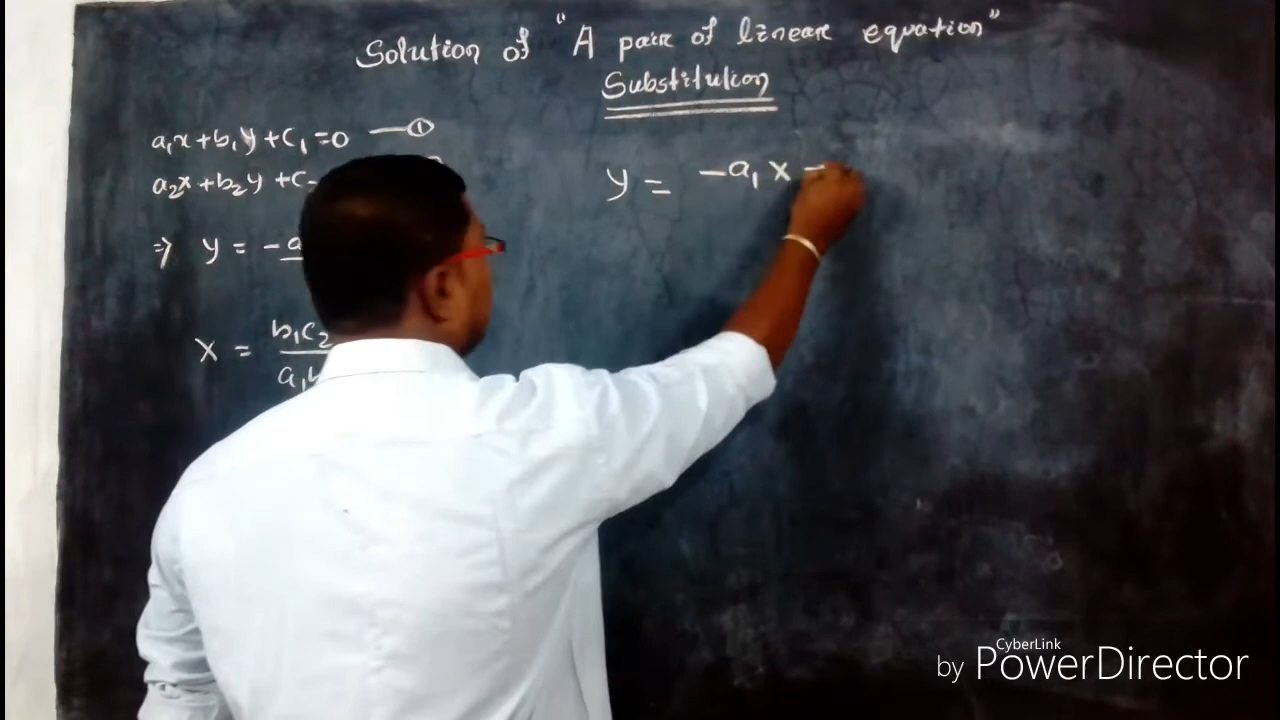 Solution of "A pair of linear equation"
Substitution
a₁x + b₁y + c₁ = 0 —①
a₂x + b₂y + c
⇒ y = -a
x = b₁c₂
a₁b
y = -a₁ x -
CyberLink
by PowerDirector